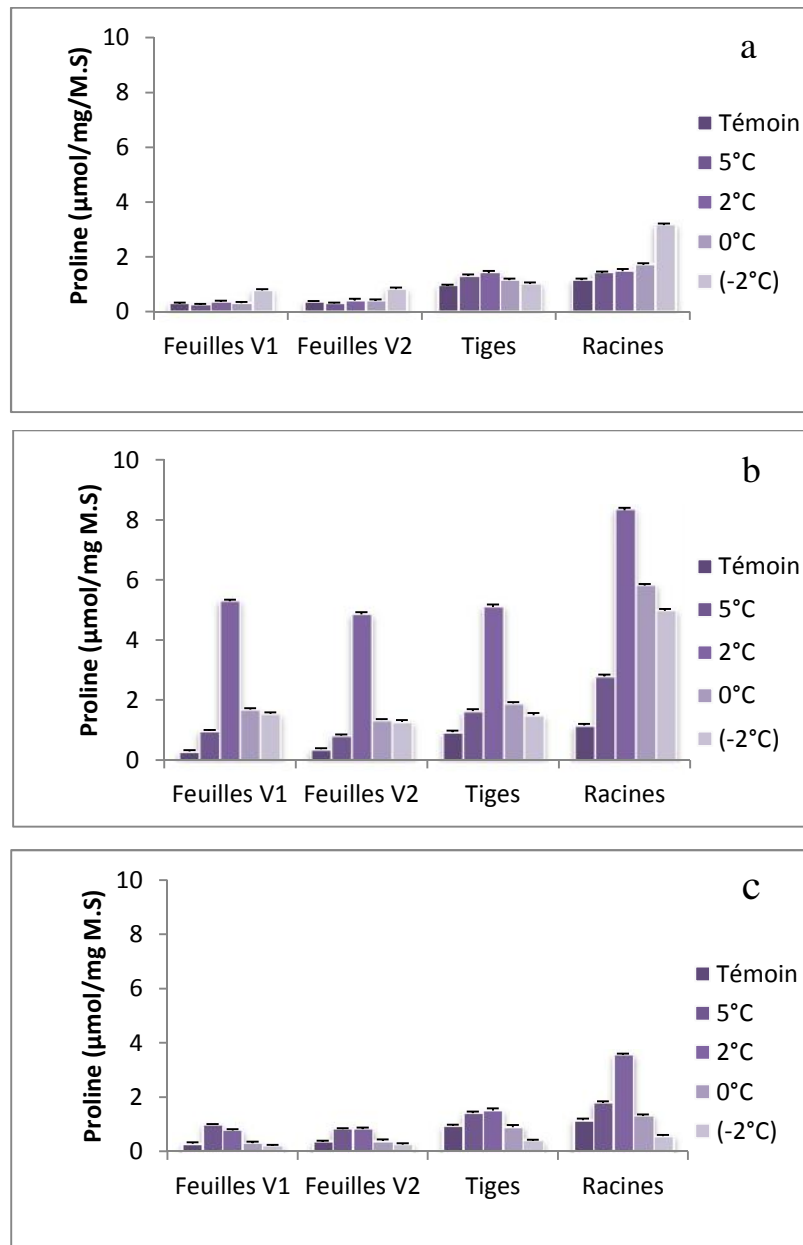 a
Proline (µmol/mg/M.S)
10
8
6
4
2
0
Feuilles V1 Feuilles V2 Tiges Racines
Témoin
5°C
2°C
0°C
(-2°C)
b
Proline (µmol/mg M.S)
10
8
6
4
2
0
Feuilles V1 Feuilles V2 Tiges Racines
Témoin
5°C
2°C
0°C
(-2°C)
c
Proline (µmol/mg M.S)
10
8
6
4
2
0
Feuilles V1 Feuilles V2 Tiges Racines
Témoin
5°C
2°C
0°C
(-2°C)